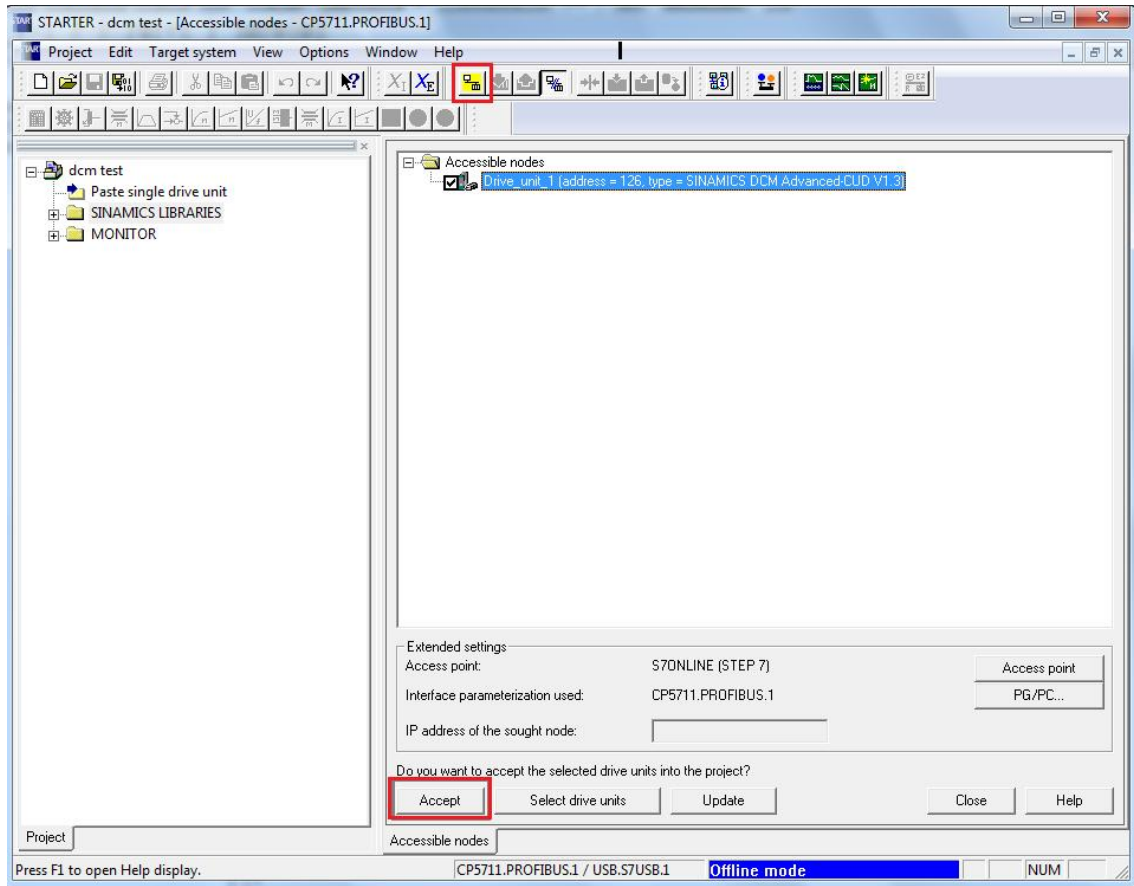 STARTER - dcm test - [Accessible nodes - CP5711.PROFIBUS.1]
Project Edit Target system View Options Window Help
dcm test
Paste single drive unit
SINAMICS LIBRARIES
MONITOR
Project
Accessible nodes
Drive_unit_1 (address = 126, type = SINAMICS DCM Advanced-CUD V1.3)
Extended settings
Access point: S7ONLINE (STEP 7) Access point
Interface parameterization used: CP5711.PROFIBUS.1 PG/PC...
IP address of the sought node:
Do you want to accept the selected drive units into the project?
Accept Select drive units Update Close Help
Accessible nodes
Press F1 to open Help display. CP5711.PROFIBUS.1 / USB.S7USB.1 Offline mode NUM